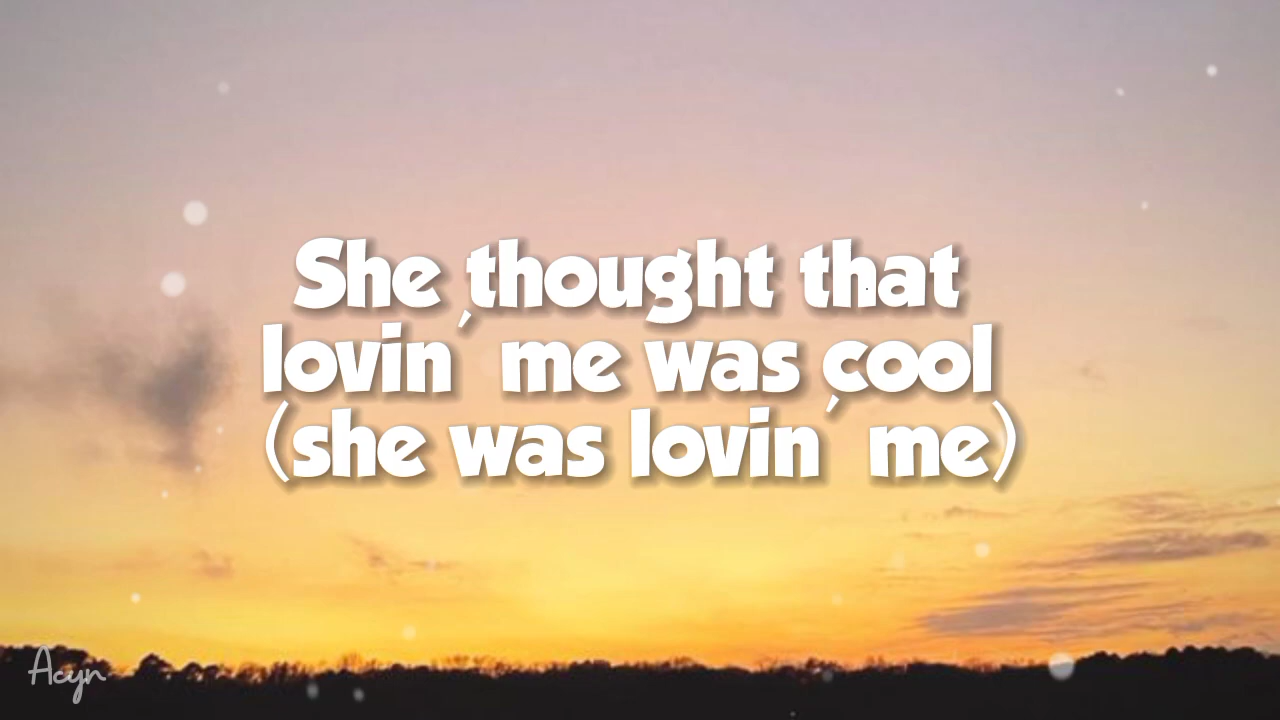 She thought that
lovin' me was cool
(she was lovin' me)
Acyn